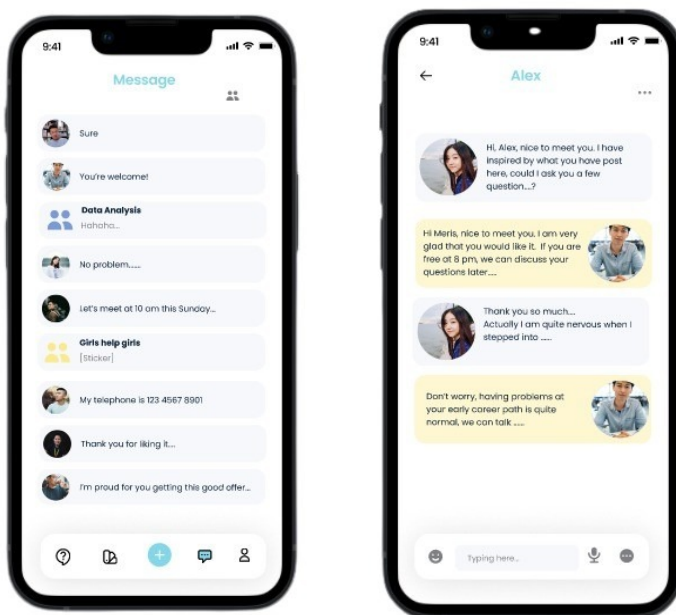 9:41
Message
Sure
You're welcome!
Data Analysis
Hahaha...
No problem......
Let's meet at 10 am this Sunday...
Girls help girls
[Sticker]
My telephone is 123 4567 8901
Thank you for liking it....
I'm proud for you getting this good offer...
9:41
Alex
Hi, Alex, nice to meet you. I have
inspired by what you have post
here, could I ask you a few
question....?
Hi Meris, nice to meet you, I am very
glad that you would like it. If you are
free at 8 pm, we can discuss your
questions later.....
Thank you so much....
Actually I am quite nervous when I
stepped into ......
Don't worry, having problems at
your early career path is quite
normal, we can talk ......
Typing here...